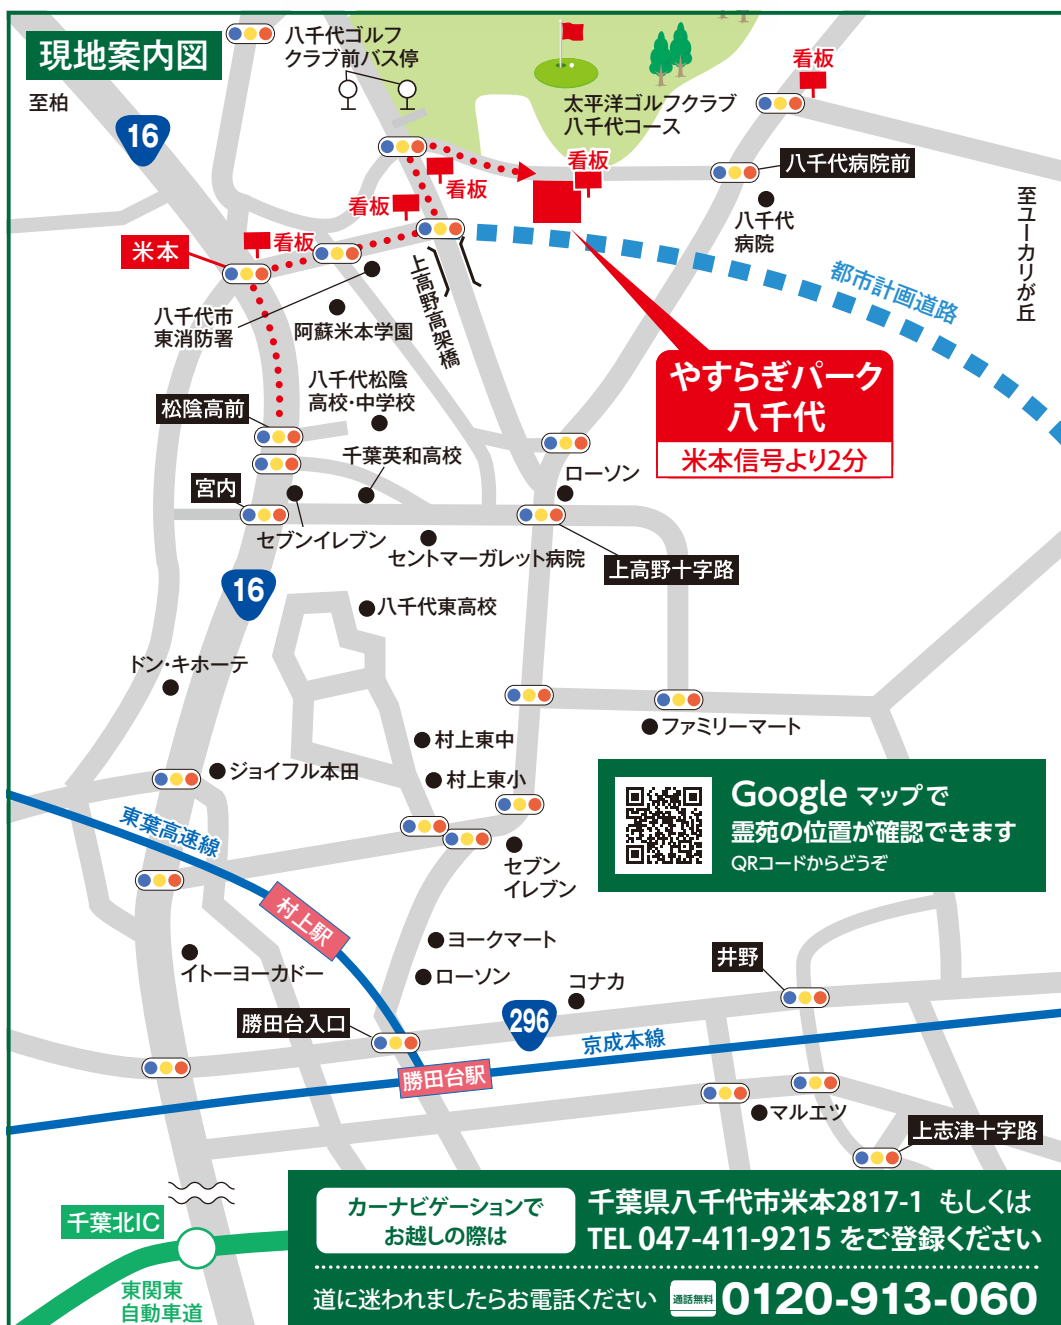 現地案内図
八千代ゴルフ
クラブ前バス停
至柏
16
太平洋ゴルフクラブ
八千代コース
看板
八千代病院前
看板
看板
看板
八千代
病院
至ユーカリが丘
米本
看板
上高野高架橋
都市計画道路
八千代市
東消防署
阿蘇米本学園
やすらぎパーク
八千代
米本信号より2分
八千代松陰
高校・中学校
松陰高前
千葉英和高校
ローソン
宮内
セブンイレブン
セントマーガレット病院
上高野十字路
16
八千代東高校
ドン・キホーテ
ファミリーマート
村上東中
ジョイフル本田
村上東小
Google マップで
霊苑の位置が確認できます
QRコードからどうぞ
東葉高速線
セブン
イレブン
村上駅
ヨークマート
イトーヨーカドー
ローソン
コナカ
井野
勝田台入口
296
京成本線
勝田台駅
マルエツ
上志津十字路
千葉北IC
東関東
自動車道
カーナビゲーションで
お越しの際は
千葉県八千代市米本2817-1 もしくは
TEL 047-411-9215 をご登録ください
道に迷われましたらお電話ください 通話無料 0120-913-060